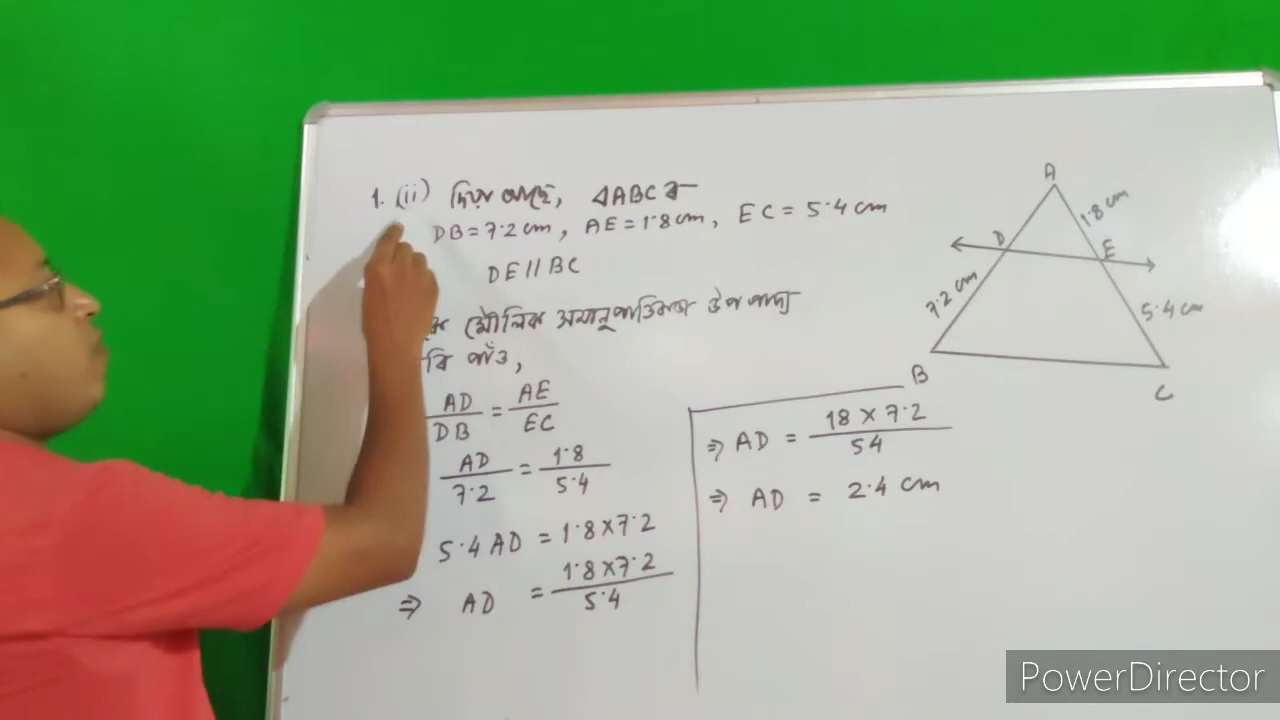 1. (ii) দিয়া আছে, ΔABC ৰ
DB = 7.2 cm, AE = 1.8 cm, EC = 5.4 cm
DE // BC
মৌলিক সমানুপাতিকতা উপপাদ্য
পাওঁ,
AD/DB = AE/EC
AD/7.2 = 1.8/5.4
5.4 AD = 1.8 × 7.2
⇒ AD = 1.8 × 7.2/5.4
⇒ AD = 18 × 7.2/54
⇒ AD = 2.4 cm
A
1.8 cm
D
E
7.2 cm
5.4 cm
B
C
PowerDirector